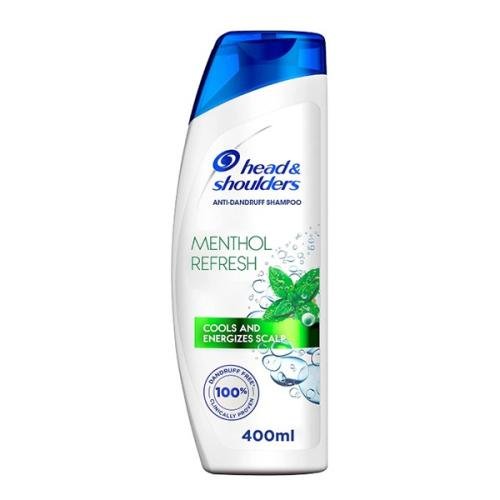 head &
shoulders
ANTI-DANDRUFF SHAMPOO
MENTHOL
REFRESH
COOLS AND
ENERGIZES SCALP
DANDRUFF FREE*
100%
CLINICALLY PROVEN
400ml